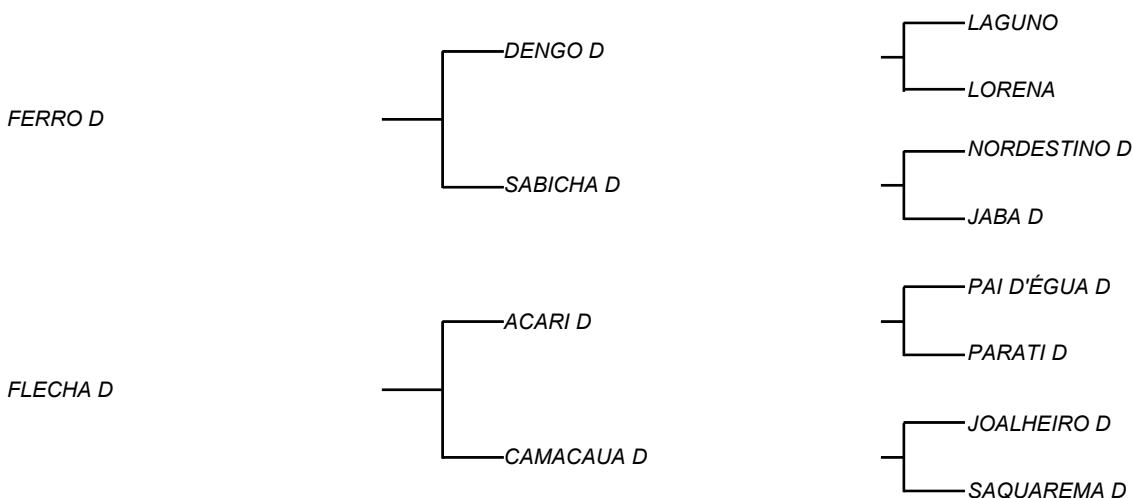 LAGUNO
DENGO D
LORENA
FERRO D
NORDESTINO D
SABICHA D
JABA D
PAI D'ÉGUA D
ACARI D
PARATI D
FLECHA D
JOALHEIRO D
CAMACAUA D
SAQUAREMA D